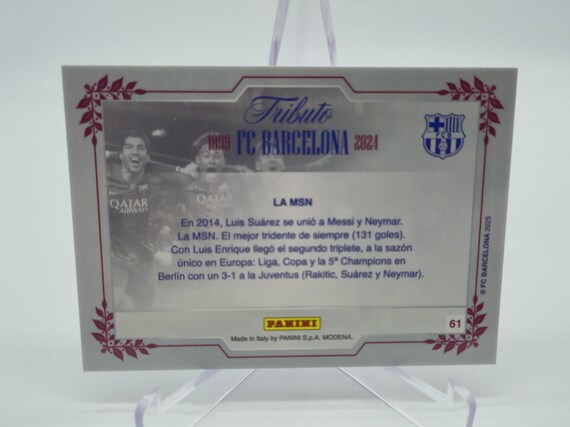 Tributo
1899 FC BARCELONA 2024
FCB
QATAR
AIRWAYS
QATAR
LA MSN
En 2014, Luis Suárez se unió a Messi y Neymar.
La MSN. El mejor tridente de siempre (131 goles).
Con Luis Enrique llegó el segundo triplete, a la sazón
único en Europa: Liga, Copa y la 5ª Champions en
Berlín con un 3-1 a la Juventus (Rakitic, Suárez y Neymar).
© FC BARCELONA 2025
PANINI
61
Made in Italy by PANINI S.p.A. MODENA.